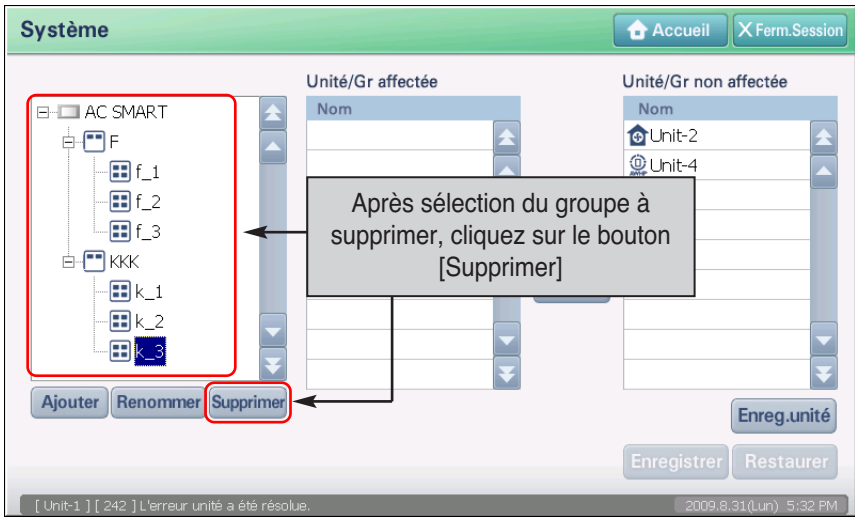 Système
Accueil
X Ferm.Session
Unité/Gr affectée
Unité/Gr non affectée
AC SMART
F
f_1
f_2
f_3
KKK
k_1
k_2
k_3
Nom
Nom
Unit-2
Unit-4
Après sélection du groupe à
supprimer, cliquez sur le bouton
[Supprimer]
Ajouter
Renommer
Supprimer
Enreg.unité
Enregistrer
Restaurer
[ Unit-1 ] [ 242 ] L'erreur unité a été résolue.
2009.8.31(Lun) 5:32 PM